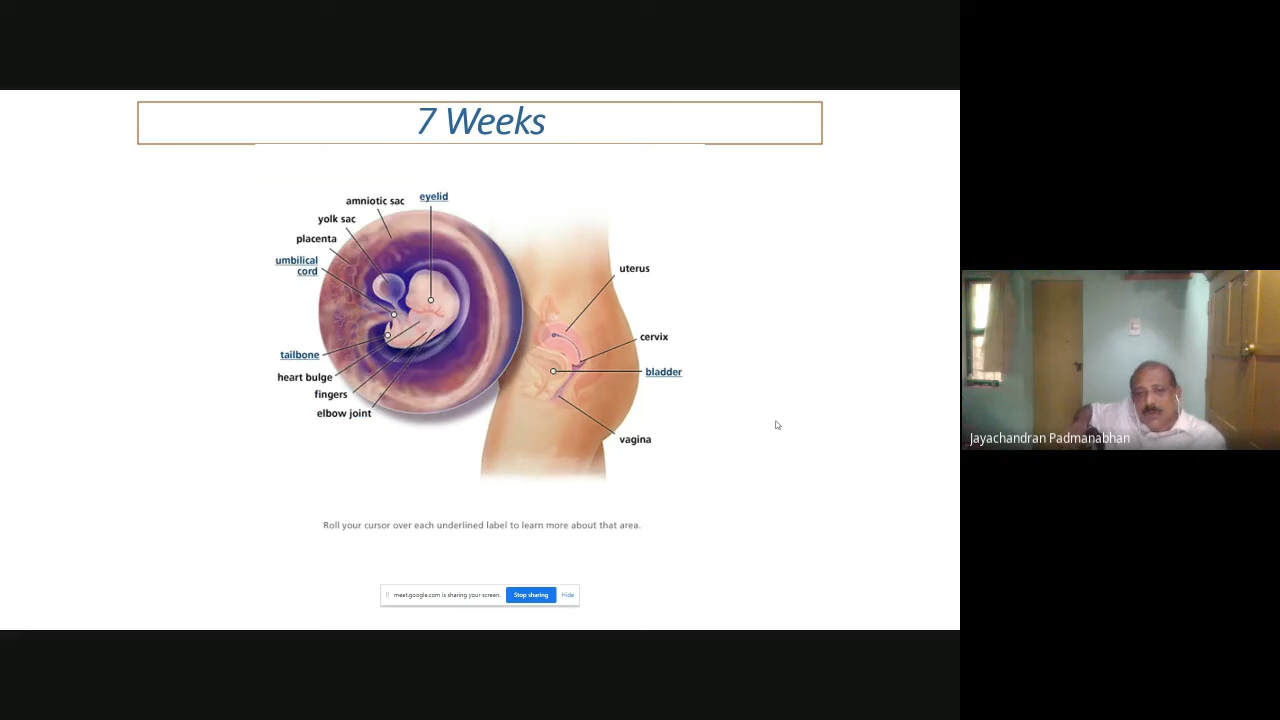 7 Weeks
amniotic sac
eyelid
yolk sac
placenta
umbilical
cord
tailbone
heart bulge
fingers
elbow joint
uterus
cervix
bladder
vagina
Roll your cursor over each underlined label to learn more about that area.
meet.google.com is sharing your screen.
Stop sharing
Hide
Jayachandran Padmanabhan